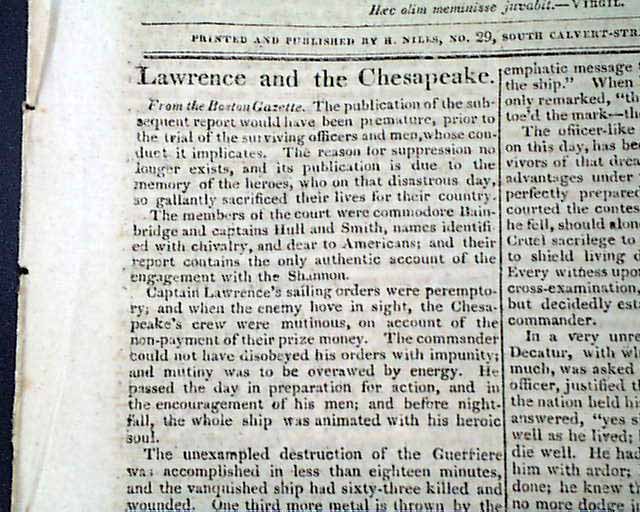 Hæc olim meminisse juvabit.—VIRGIL.
PRINTED AND PUBLISHED BY H. NILES, NO. 29, SOUTH CALVERT-STR
Lawrence and the Chesapeake.
From the Boston Gazette. The publication of the sub-
sequent report would have been premature, prior to
the trial of the surviving officers and men, whose con-
duct it implicates. The reason for suppression no
longer exists, and its publication is due to the
memory of the heroes, who on that disastrous day,
so gallantly sacrificed their lives for their country.
The members of the court were commodore Bain-
bridge and captains Hull and Smith, names identifi-
ed with chivalry, and dear to Americans; and their
report contains the only authentic account of the
engagement with the Shannon.
Captain Lawrence's sailing orders were perempto-
ry; and when the enemy hove in sight, the Chesa-
peake's crew were mutinous, on account of the
non-payment of their prize money. The commander
could not have disobeyed his orders with impunity;
and mutiny was to be overawed by energy. He
passed the day in preparation for action, and in
the encouragement of his men; and before night-
fall, the whole ship was animated with his heroic
soul.
The unexampled destruction of the Guerriere
was accomplished in less than eighteen minutes,
and the vanquished ship had sixty-three killed and
wounded. One third more metal is thrown by the
emphatic message
the ship." When
only remarked, "th
toe'd the mark—th
The officer-like
on this day, has be
vivors of that drea
advantages under
perfectly prepared
courted the contes
he fell, should alon
Cruel sacrilege to
to shield living d
Every witness upon
cross-examination,
but decidedly esta
commander.
In a very unre
Decatur, with wh
much, was asked
officer, justified t
the nation held hi
answered, "yes s
well as he lived;
die well. He had
him with ardor;
done; he knew th
no more dodge i